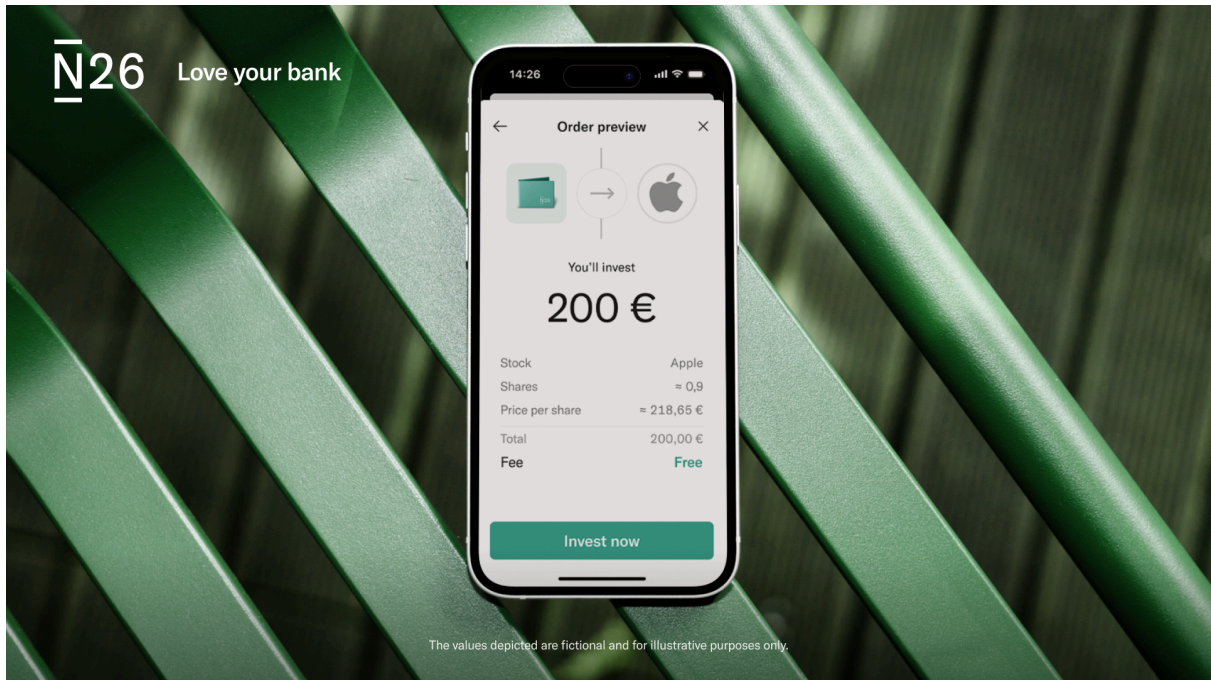 N26
Love your bank
14:26
Order preview
You'll invest
200 €
Stock Apple
Shares ≈ 0,9
Price per share ≈ 218,65 €
Total 200,00 €
Fee Free
Invest now
The values depicted are fictional and for illustrative purposes only.